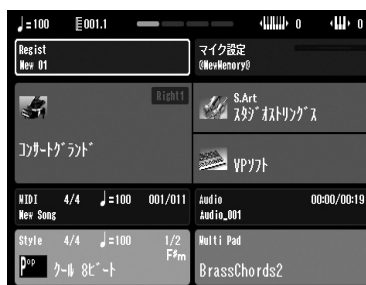 ♩=100 E001.1 0 0
Regist
New 01
マイク設定
(NewMemory)
Right1
コンサートグランド
S.Art
スタジオストリングス
VPソフト
MIDI 4/4 ♩=100 001/011
New Song
Audio 00:00/00:19
Audio_001
Style 4/4 ♩=100 1/2
F#m
Pop クール 8ビート
Multi Pad
BrassChords2